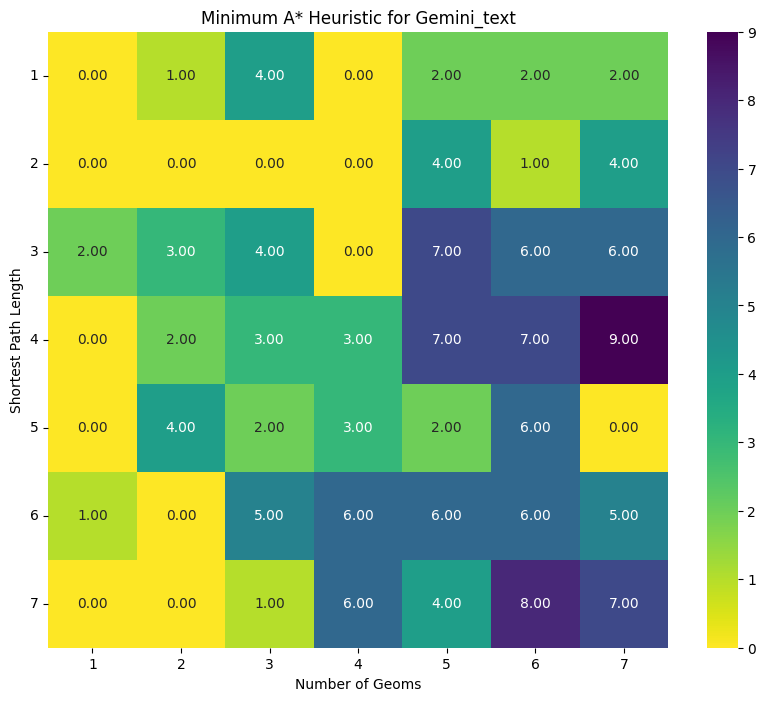 Minimum A* Heuristic for Gemini_text
1 0.00 1.00 4.00 0.00 2.00 2.00 2.00
2 0.00 0.00 0.00 0.00 4.00 1.00 4.00
3 2.00 3.00 4.00 0.00 7.00 6.00 6.00
4 0.00 2.00 3.00 3.00 7.00 7.00 9.00
5 0.00 4.00 2.00 3.00 2.00 6.00 0.00
6 1.00 0.00 5.00 6.00 6.00 6.00 5.00
7 0.00 0.00 1.00 6.00 4.00 8.00 7.00
1 2 3 4 5 6 7
Number of Geoms
Shortest Path Length
9
8
7
6
5
4
3
2
1
0